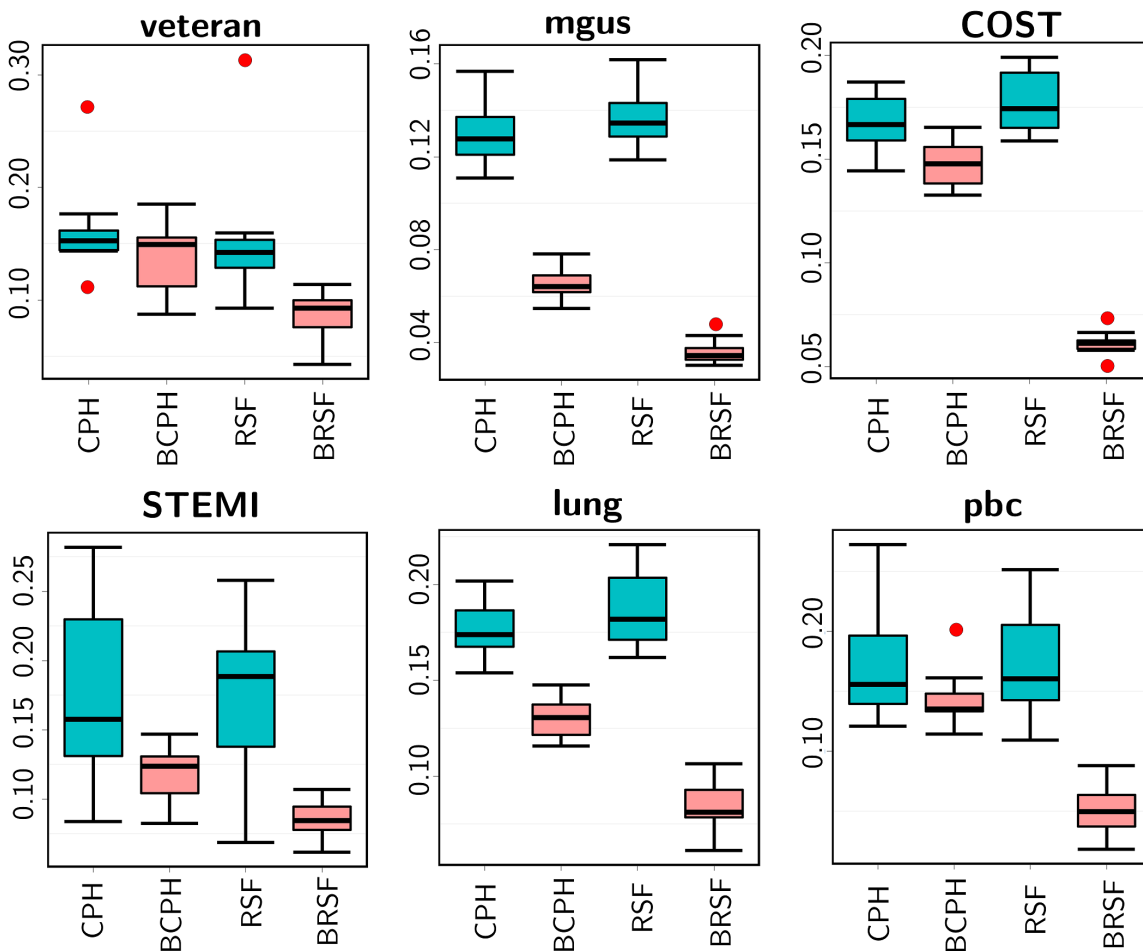 veteran
0.30
0.20
0.10
CPH
BCPH
RSF
BRSF
mgus
0.16
0.12
0.08
0.04
CPH
BCPH
RSF
BRSF
COST
0.20
0.15
0.10
0.05
CPH
BCPH
RSF
BRSF
STEMI
0.25
0.20
0.15
0.10
CPH
BCPH
RSF
BRSF
lung
0.20
0.15
0.10
CPH
BCPH
RSF
BRSF
pbc
0.20
0.10
CPH
BCPH
RSF
BRSF